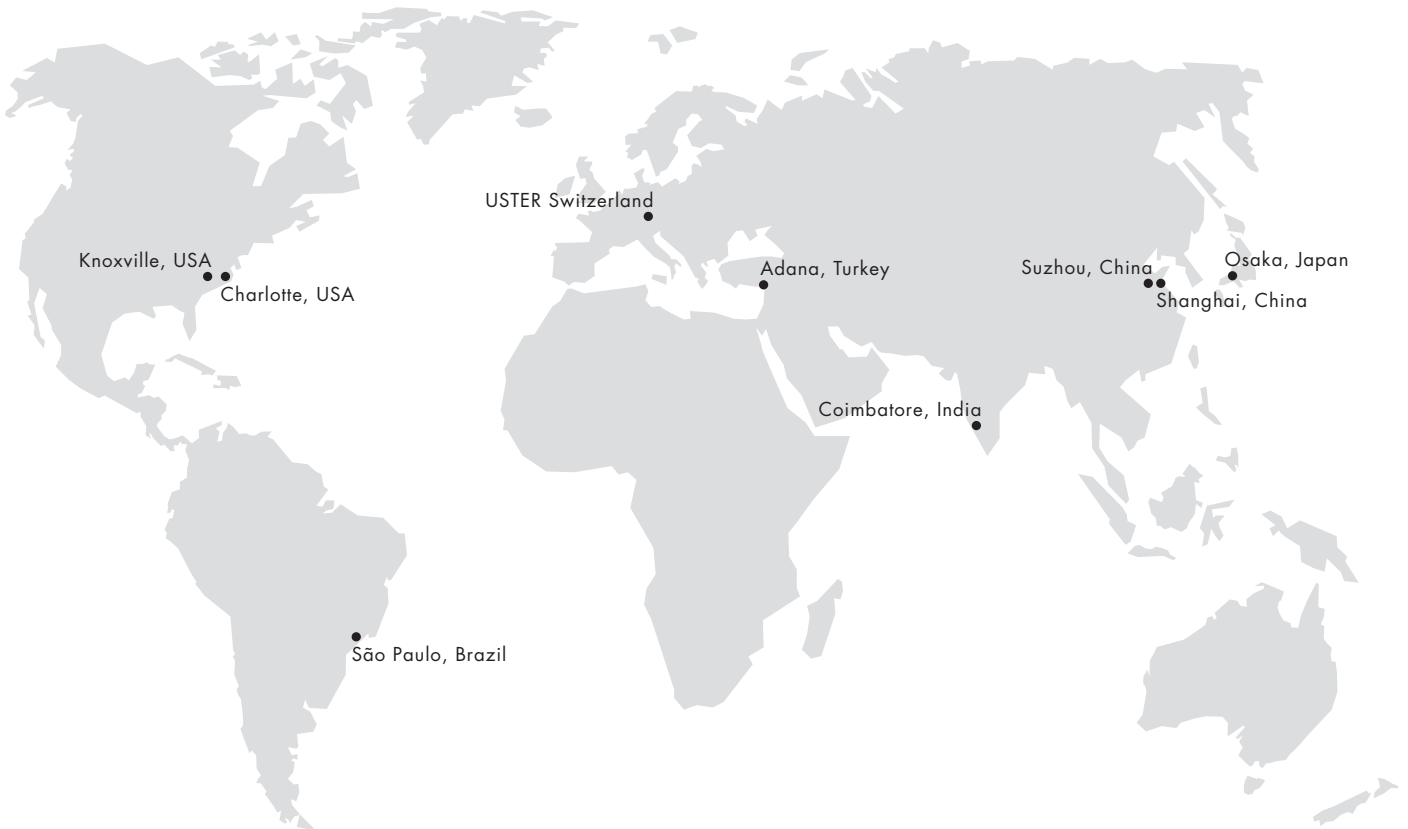 USTER Switzerland
Knoxville, USA
Charlotte, USA
Adana, Turkey
Suzhou, China
Osaka, Japan
Shanghai, China
Coimbatore, India
São Paulo, Brazil